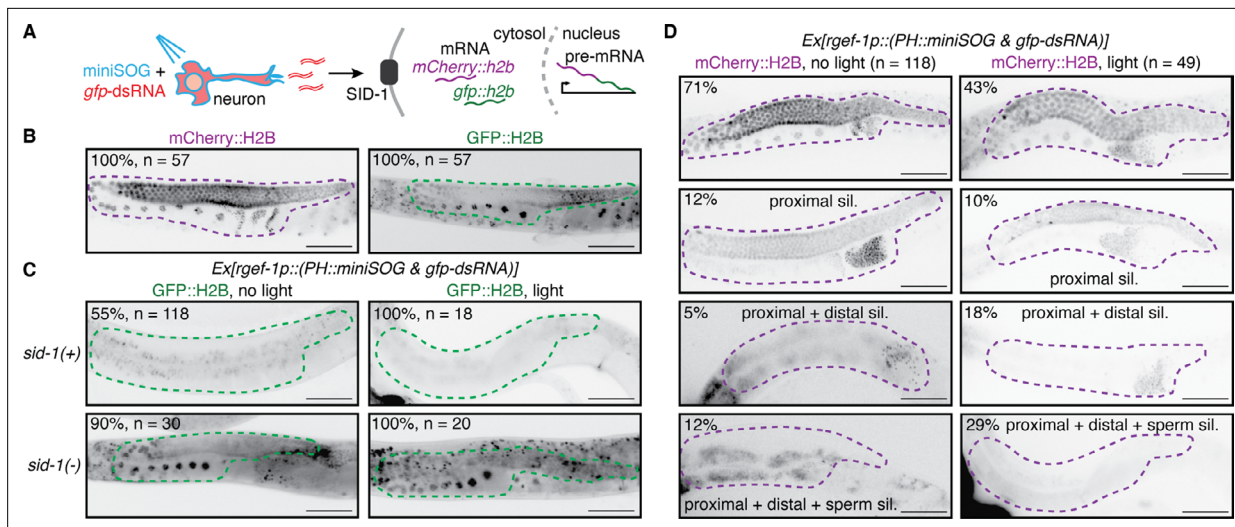 A
miniSOG +
gfp-dsRNA
neuron
SID-1
cytosol
nucleus
mRNA
mCherry::h2b
gfp::h2b
pre-mRNA
B
mCherry::H2B
GFP::H2B
100%, n = 57
100%, n = 57
C
Ex[rgef-1p::(PH::miniSOG & gfp-dsRNA)]
GFP::H2B, no light
GFP::H2B, light
sid-1(+)
55%, n = 118
100%, n = 18
sid-1(-)
90%, n = 30
100%, n = 20
D
Ex[rgef-1p::(PH::miniSOG & gfp-dsRNA)]
mCherry::H2B, no light (n = 118)
mCherry::H2B, light (n = 49)
71%
43%
12%
proximal sil.
10%
proximal sil.
5%
proximal + distal sil.
18%
proximal + distal sil.
12%
proximal + distal + sperm sil.
29% proximal + distal + sperm sil.